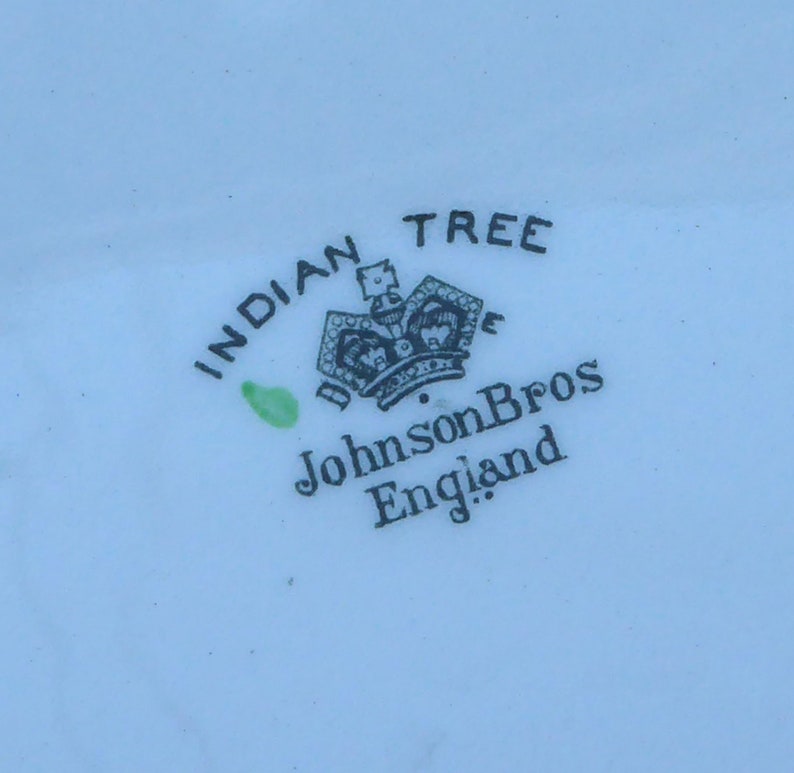 INDIAN TREE
D E
JohnsonBros
England